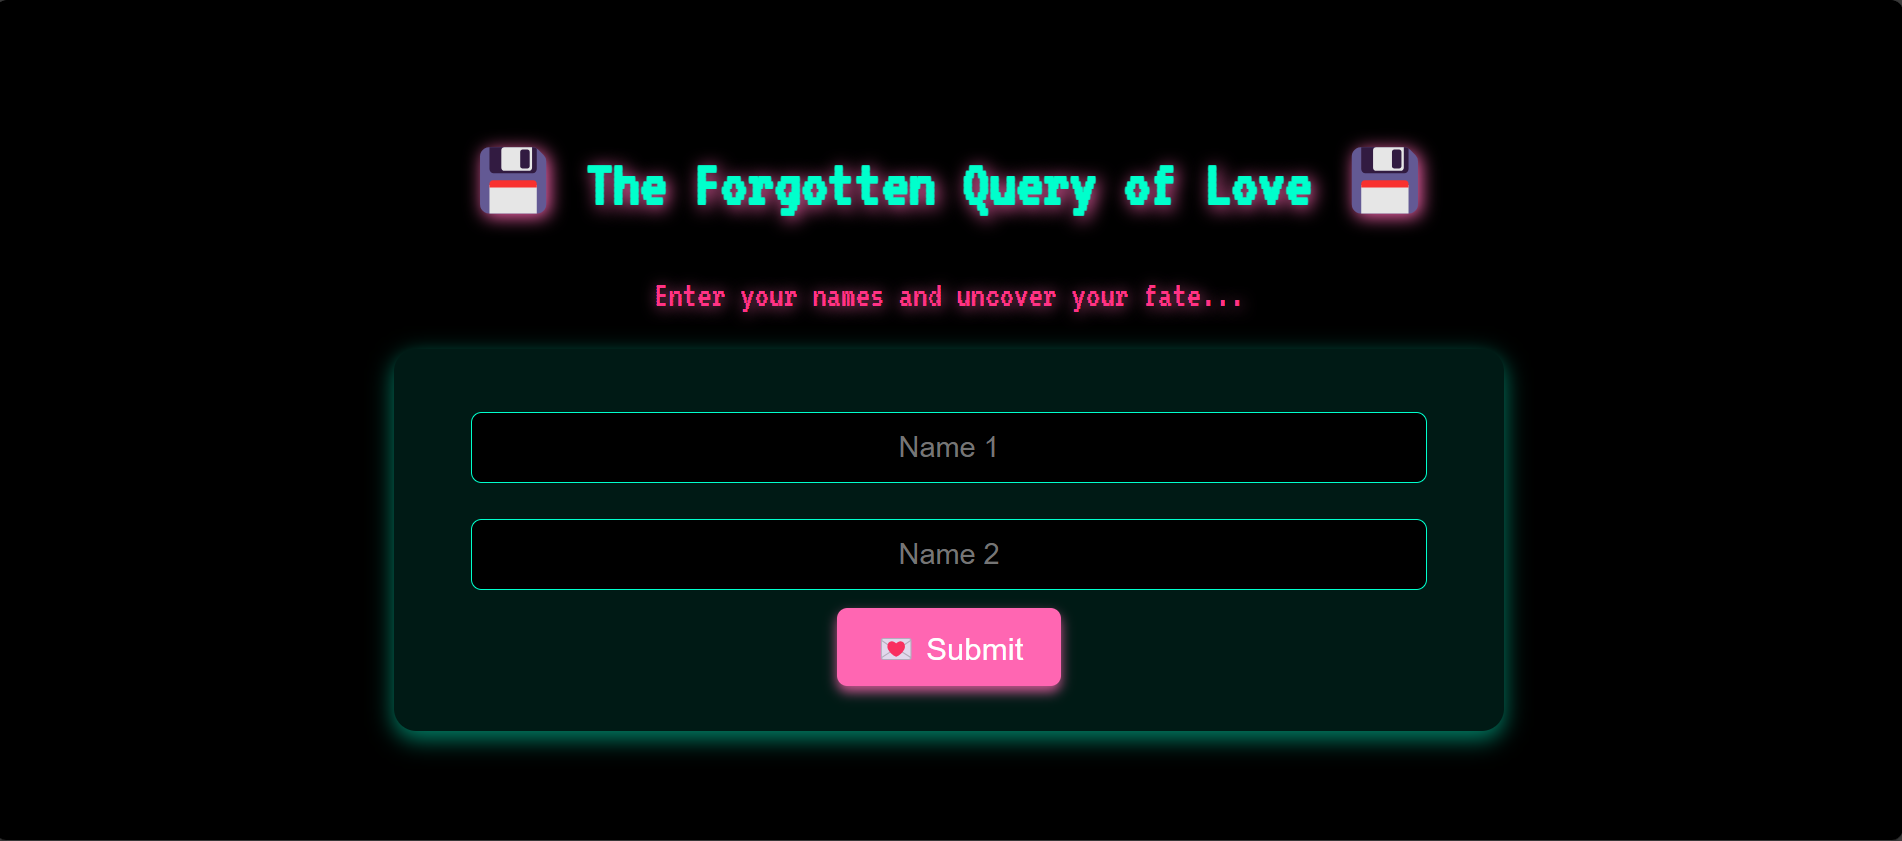 The Forgotten Query of Love
Enter your names and uncover your fate...
Name 1
Name 2
Submit